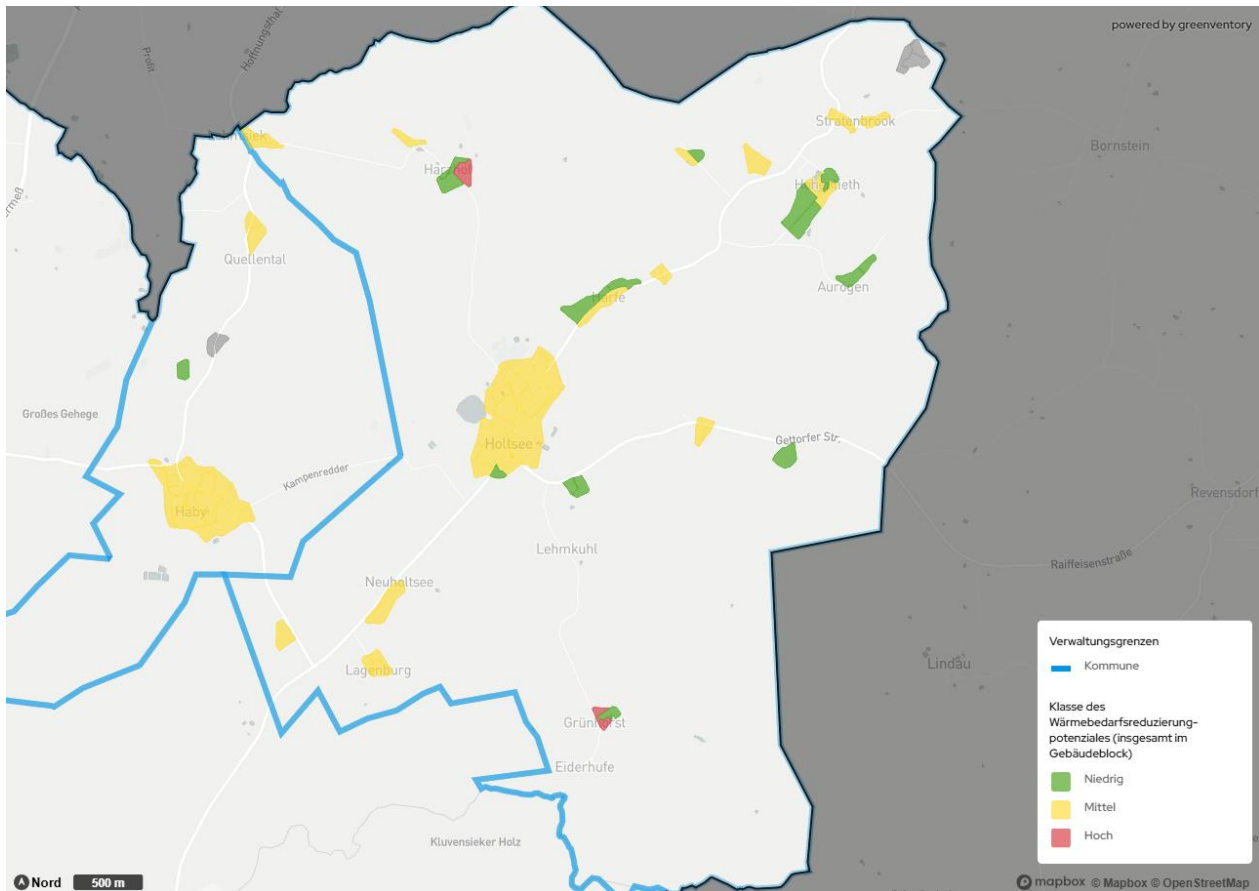 powered by greenventory
Hoffnungsthal
Profit
Stratenbrook
Bornstein
Quellental
Aurögen
Harfe
Großes Gehege
Holtsee
Gettorfer Str.
Kampenredder
Revensdorf
Haby
Lehmkuhl
Raiffeisenstraße
Neuholtsee
Verwaltungsgrenzen
Kommune
Lindau
Lagenburg
Klasse des
Wärmebedarfsreduzierung-
potenziales (insgesamt im
Gebäudeblock)
Grünhorst
Eiderhufe
Niedrig
Mittel
Hoch
Kluvensieker Holz
Nord
500 m
mapbox © Mapbox © OpenStreetMap